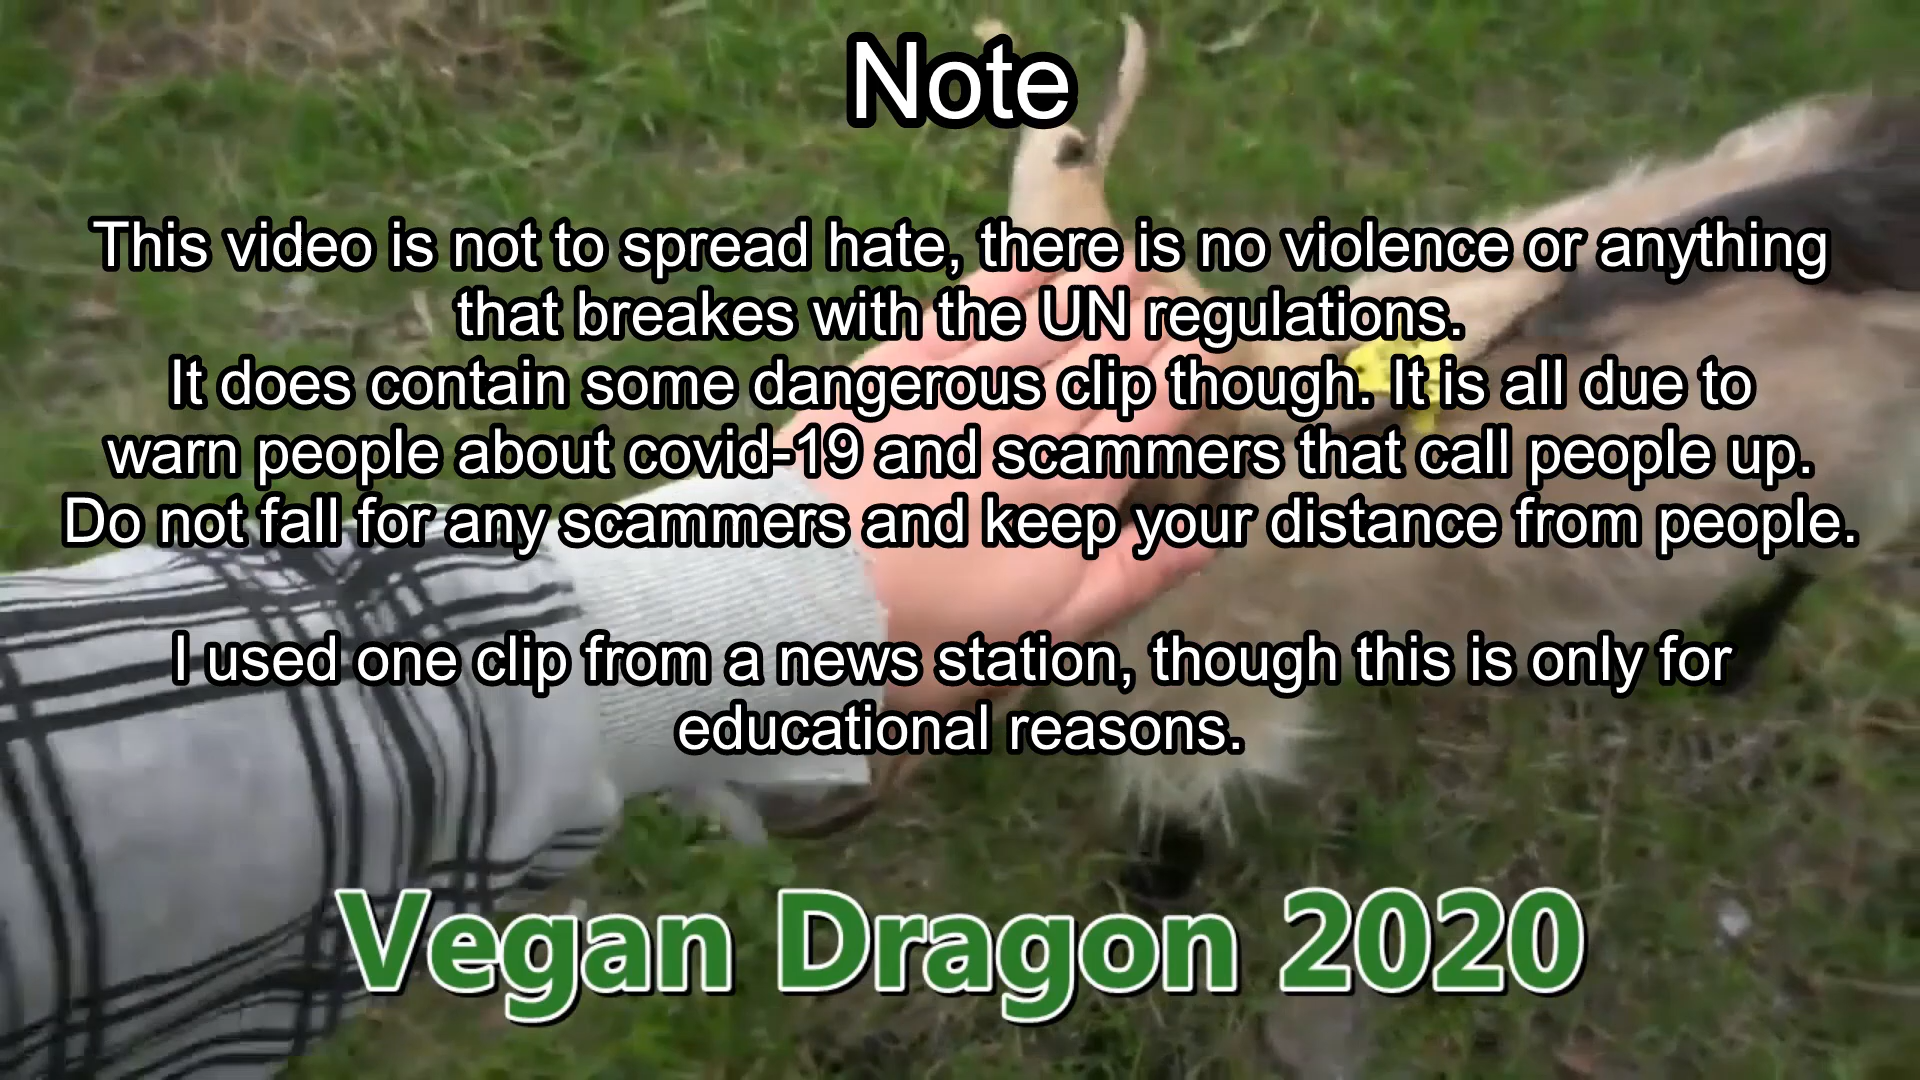 Note
This video is not to spread hate, there is no violence or anything
that breakes with the UN regulations.
It does contain some dangerous clip though. It is all due to
warn people about covid-19 and scammers that call people up.
Do not fall for any scammers and keep your distance from people.
I used one clip from a news station, though this is only for
educational reasons.
Vegan Dragon 2020